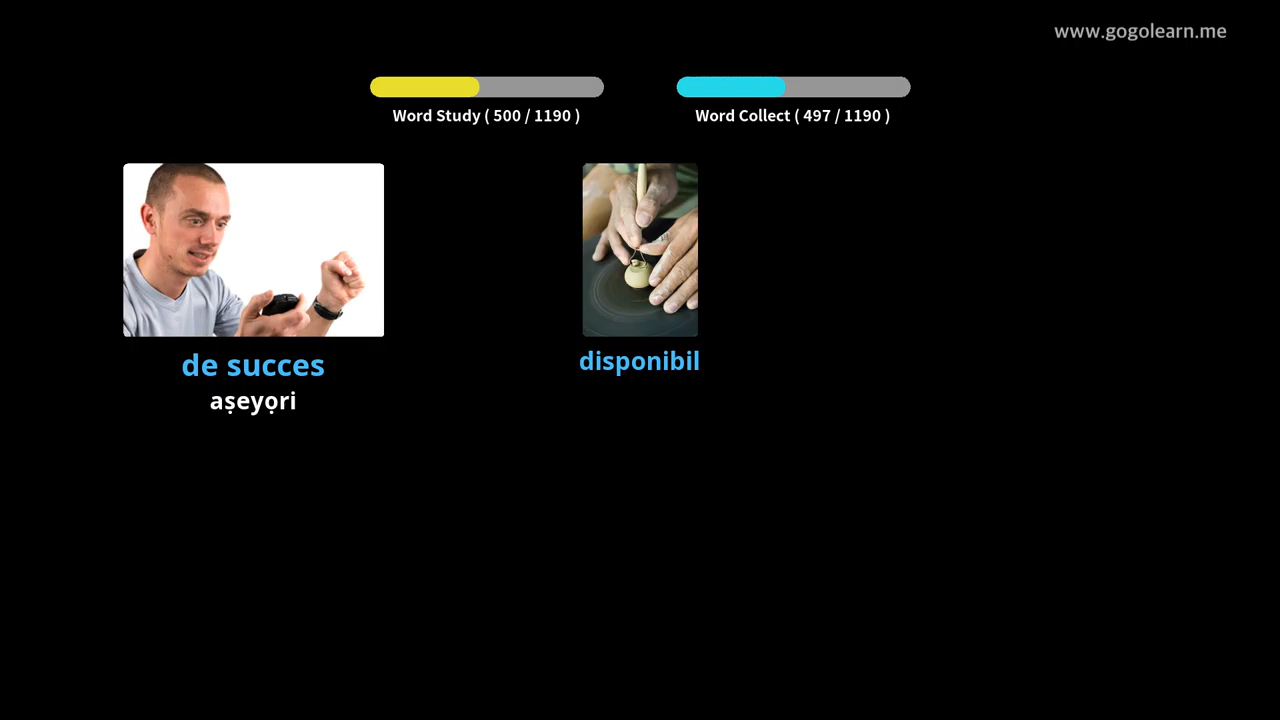 www.gogolearn.me
Word Study ( 500 / 1190 )
Word Collect ( 497 / 1190 )
de succes
aṣeyọri
disponibil